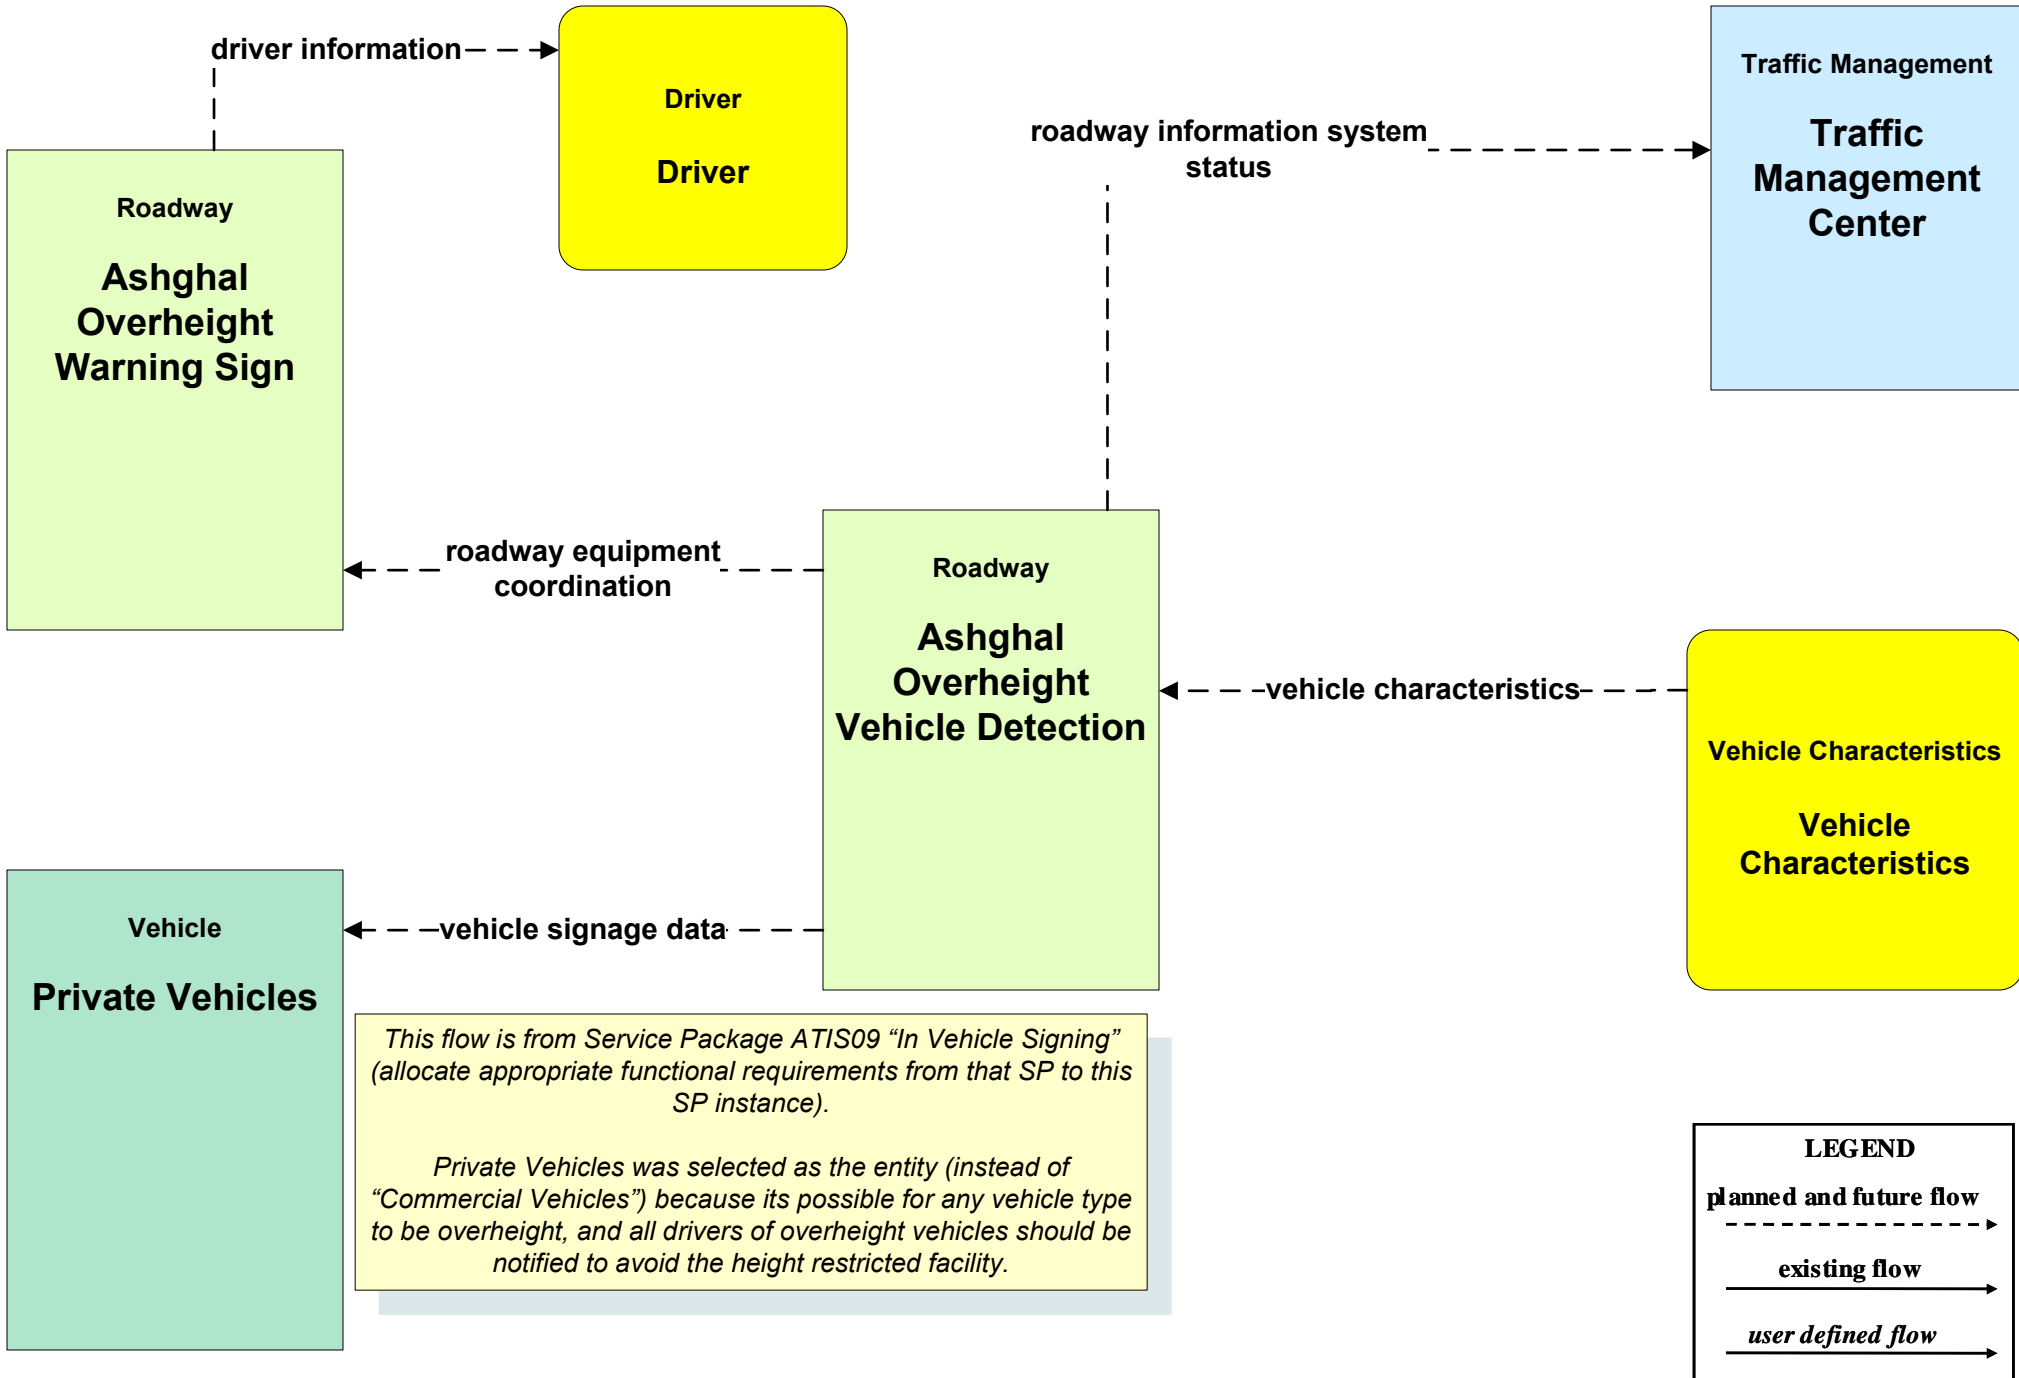 driver information
Driver
Driver
Traffic Management
Traffic
Management
Center
roadway information system
status
Roadway
Ashghal
Overheight
Warning Sign
roadway equipment
coordination
Roadway
Ashghal
Overheight
Vehicle Detection
vehicle characteristics
Vehicle Characteristics
Vehicle
Characteristics
Vehicle
Private Vehicles
vehicle signage data
This flow is from Service Package ATIS09 “In Vehicle Signing”
(allocate appropriate functional requirements from that SP to this
SP instance).
Private Vehicles was selected as the entity (instead of
“Commercial Vehicles”) because its possible for any vehicle type
to be overheight, and all drivers of overheight vehicles should be
notified to avoid the height restricted facility.
LEGEND
planned and future flow
existing flow
user defined flow